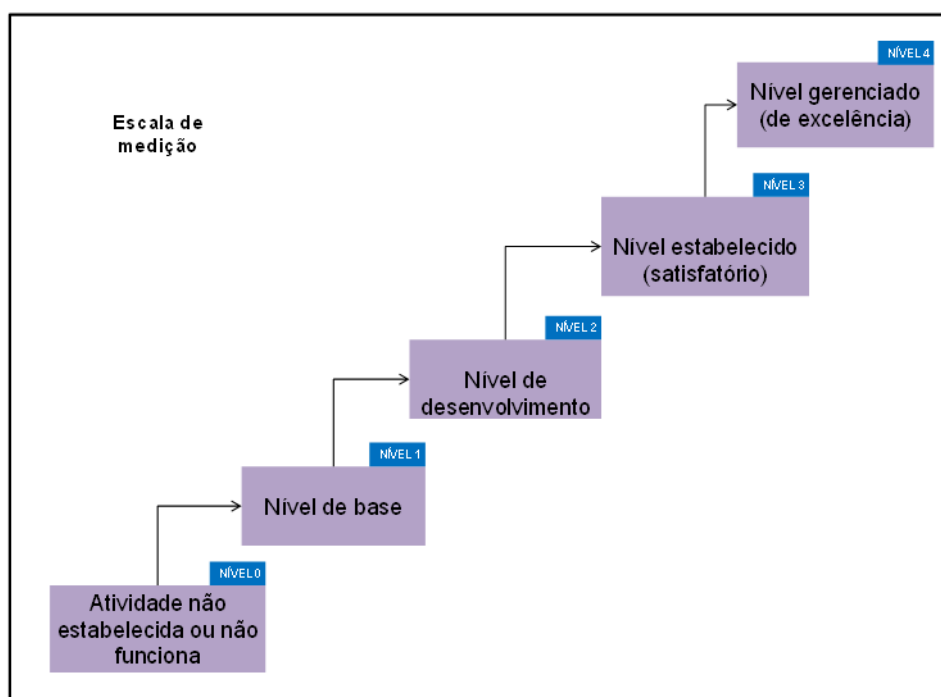 NÍVEL 4
Nível gerenciado
(de excelência)
Escala de
medição
NÍVEL 3
Nível estabelecido
(satisfatório)
NÍVEL 2
Nível de
desenvolvimento
NÍVEL 1
Nível de base
NÍVEL 0
Atividade não
estabelecida ou não
funciona